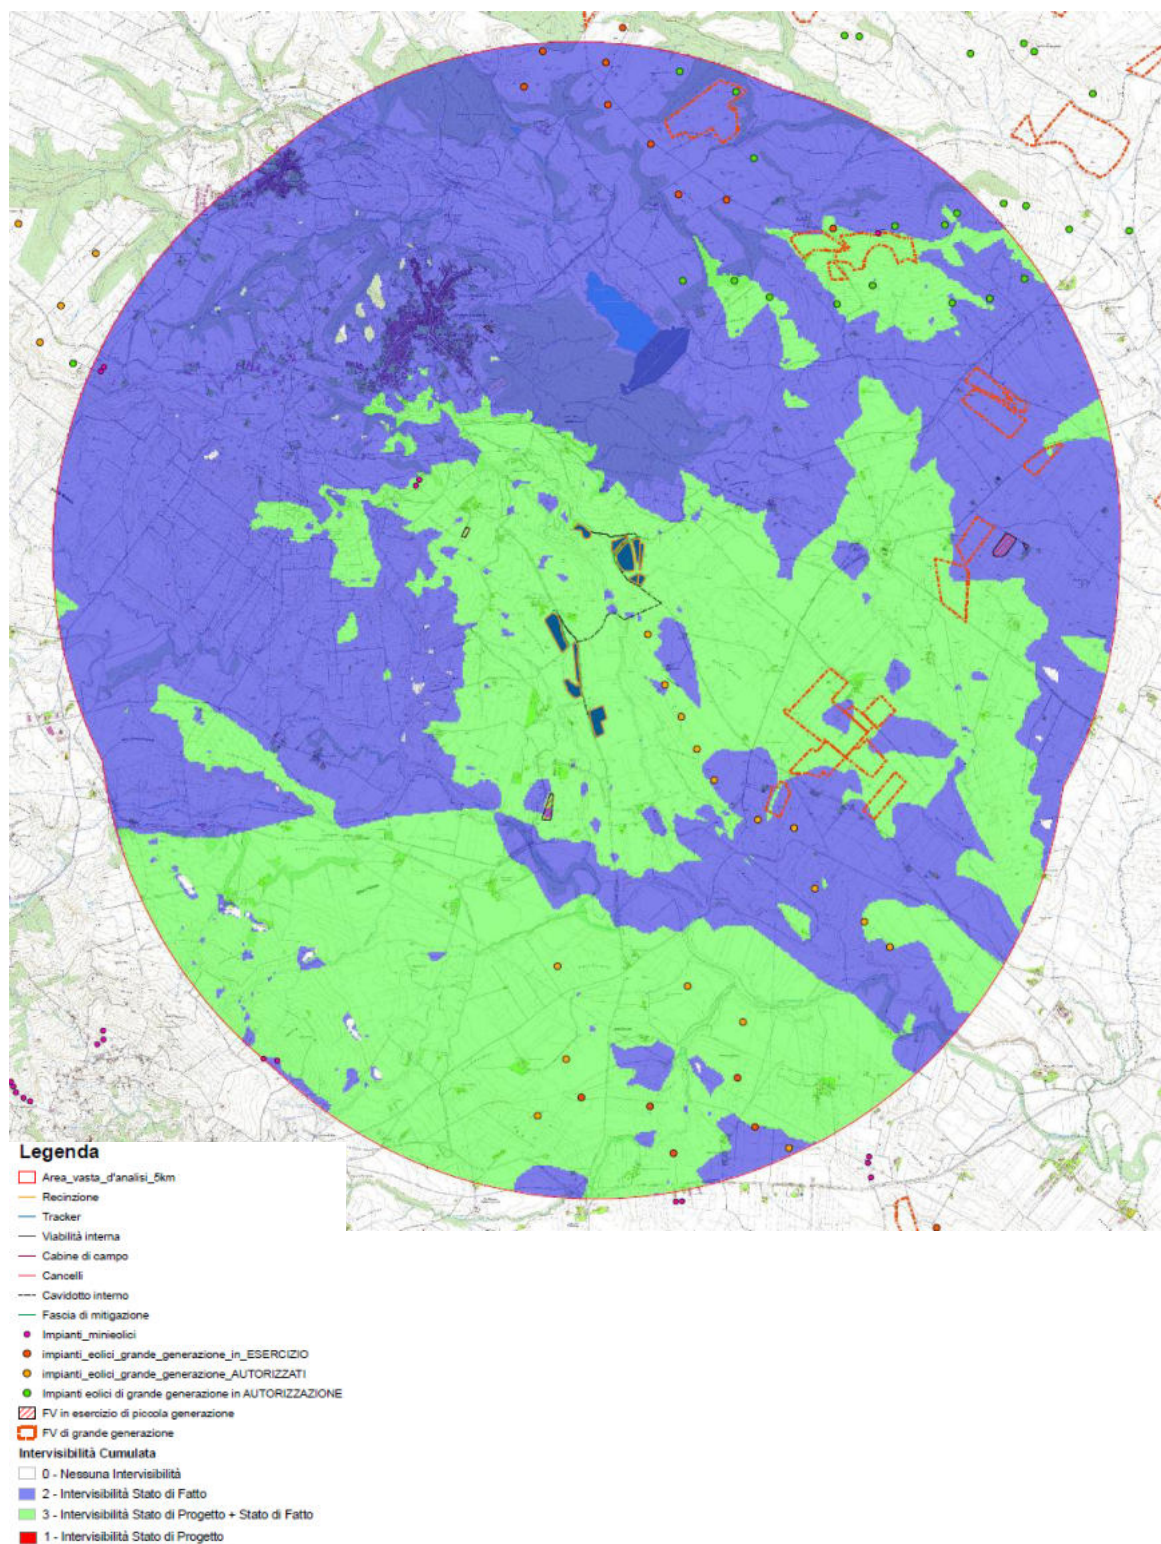 Legenda
Area_vasta_d'analisi_5km
Recinzione
Tracker
Viabilità interna
Cabine di campo
Cancelli
Cavidotto interno
Fascia di mitigazione
Impianti_minieolici
impianti_eolici_grande_generazione_in_ESERCIZIO
impianti_eolici_grande_generazione_AUTORIZZATI
Impianti eolici di grande generazione in AUTORIZZAZIONE
FV in esercizio di piccola generazione
FV di grande generazione
Intervisibilità Cumulata
0 - Nessuna Intervisibilità
2 - Intervisibilità Stato di Fatto
3 - Intervisibilità Stato di Progetto + Stato di Fatto
1 - Intervisibilità Stato di Progetto